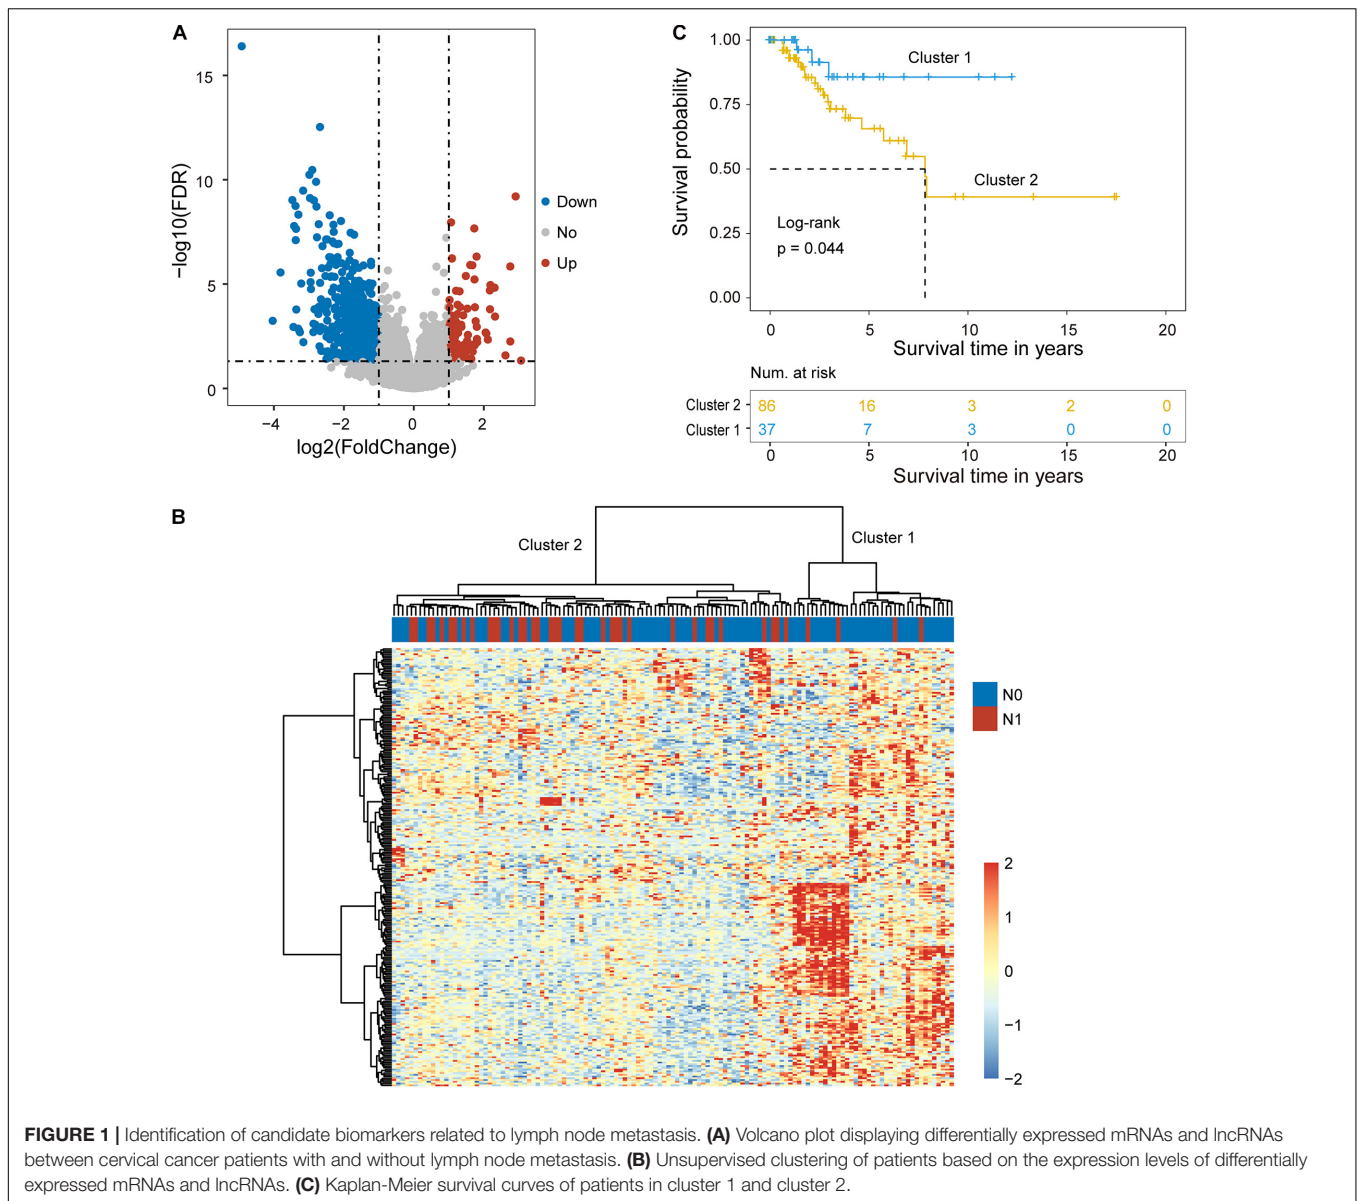 A
−log10(FDR)
15
10
5
0
−4
−2
0
2
log2(FoldChange)
Down
No
Up
C
Survival probability
1.00
0.75
0.50
0.25
0.00
Cluster 1
Cluster 2
Log-rank
p = 0.044
0
5
10
15
20
Survival time in years
Num. at risk
Cluster 2
86
16
3
2
0
Cluster 1
37
7
3
0
0
0
5
10
15
20
Survival time in years
B
Cluster 2
Cluster 1
N0
N1
2
1
0
−1
−2
FIGURE 1 | Identification of candidate biomarkers related to lymph node metastasis. (A) Volcano plot displaying differentially expressed mRNAs and lncRNAs
between cervical cancer patients with and without lymph node metastasis. (B) Unsupervised clustering of patients based on the expression levels of differentially
expressed mRNAs and lncRNAs. (C) Kaplan-Meier survival curves of patients in cluster 1 and cluster 2.